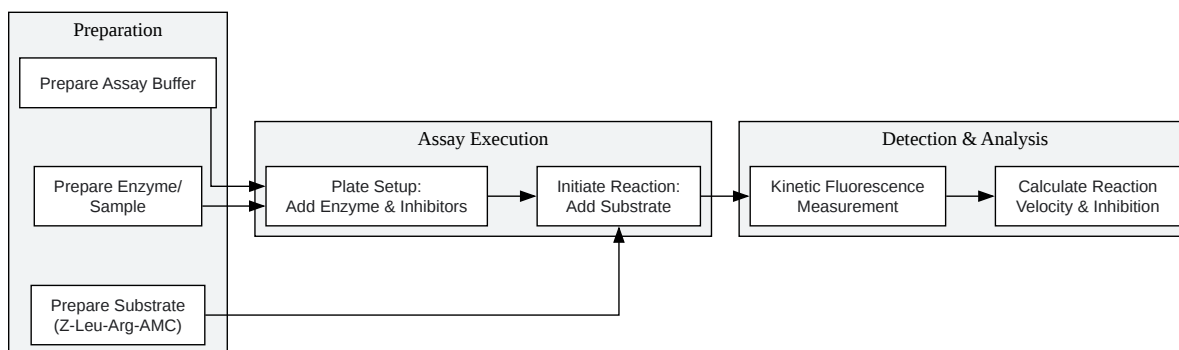 Preparation
Prepare Assay Buffer
Prepare Enzyme/
Sample
Prepare Substrate
(Z-Leu-Arg-AMC)
Assay Execution
Plate Setup:
Add Enzyme & Inhibitors
Initiate Reaction:
Add Substrate
Detection & Analysis
Kinetic Fluorescence
Measurement
Calculate Reaction
Velocity & Inhibition